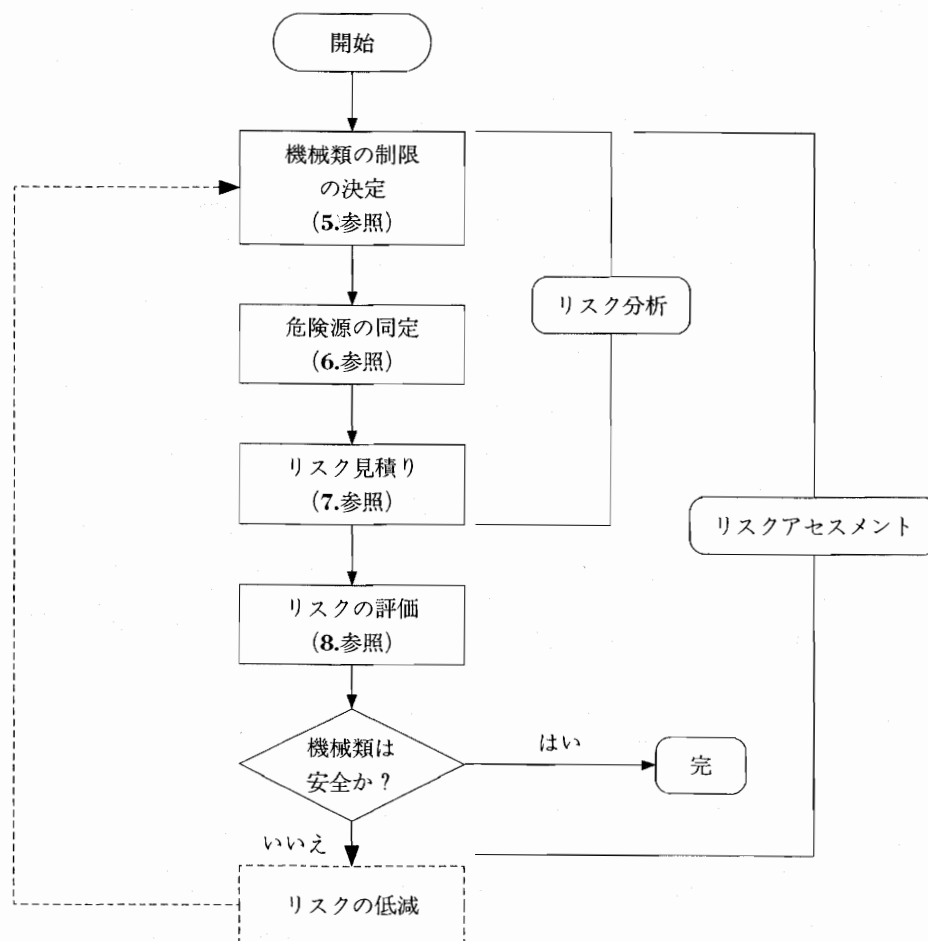 開始
機械類の制限
の決定
(5.参照)
危険源の同定
(6.参照)
リスク分析
リスク見積り
(7.参照)
リスクアセスメント
リスクの評価
(8.参照)
機械類は
安全か?
はい
完
いいえ
リスクの低減